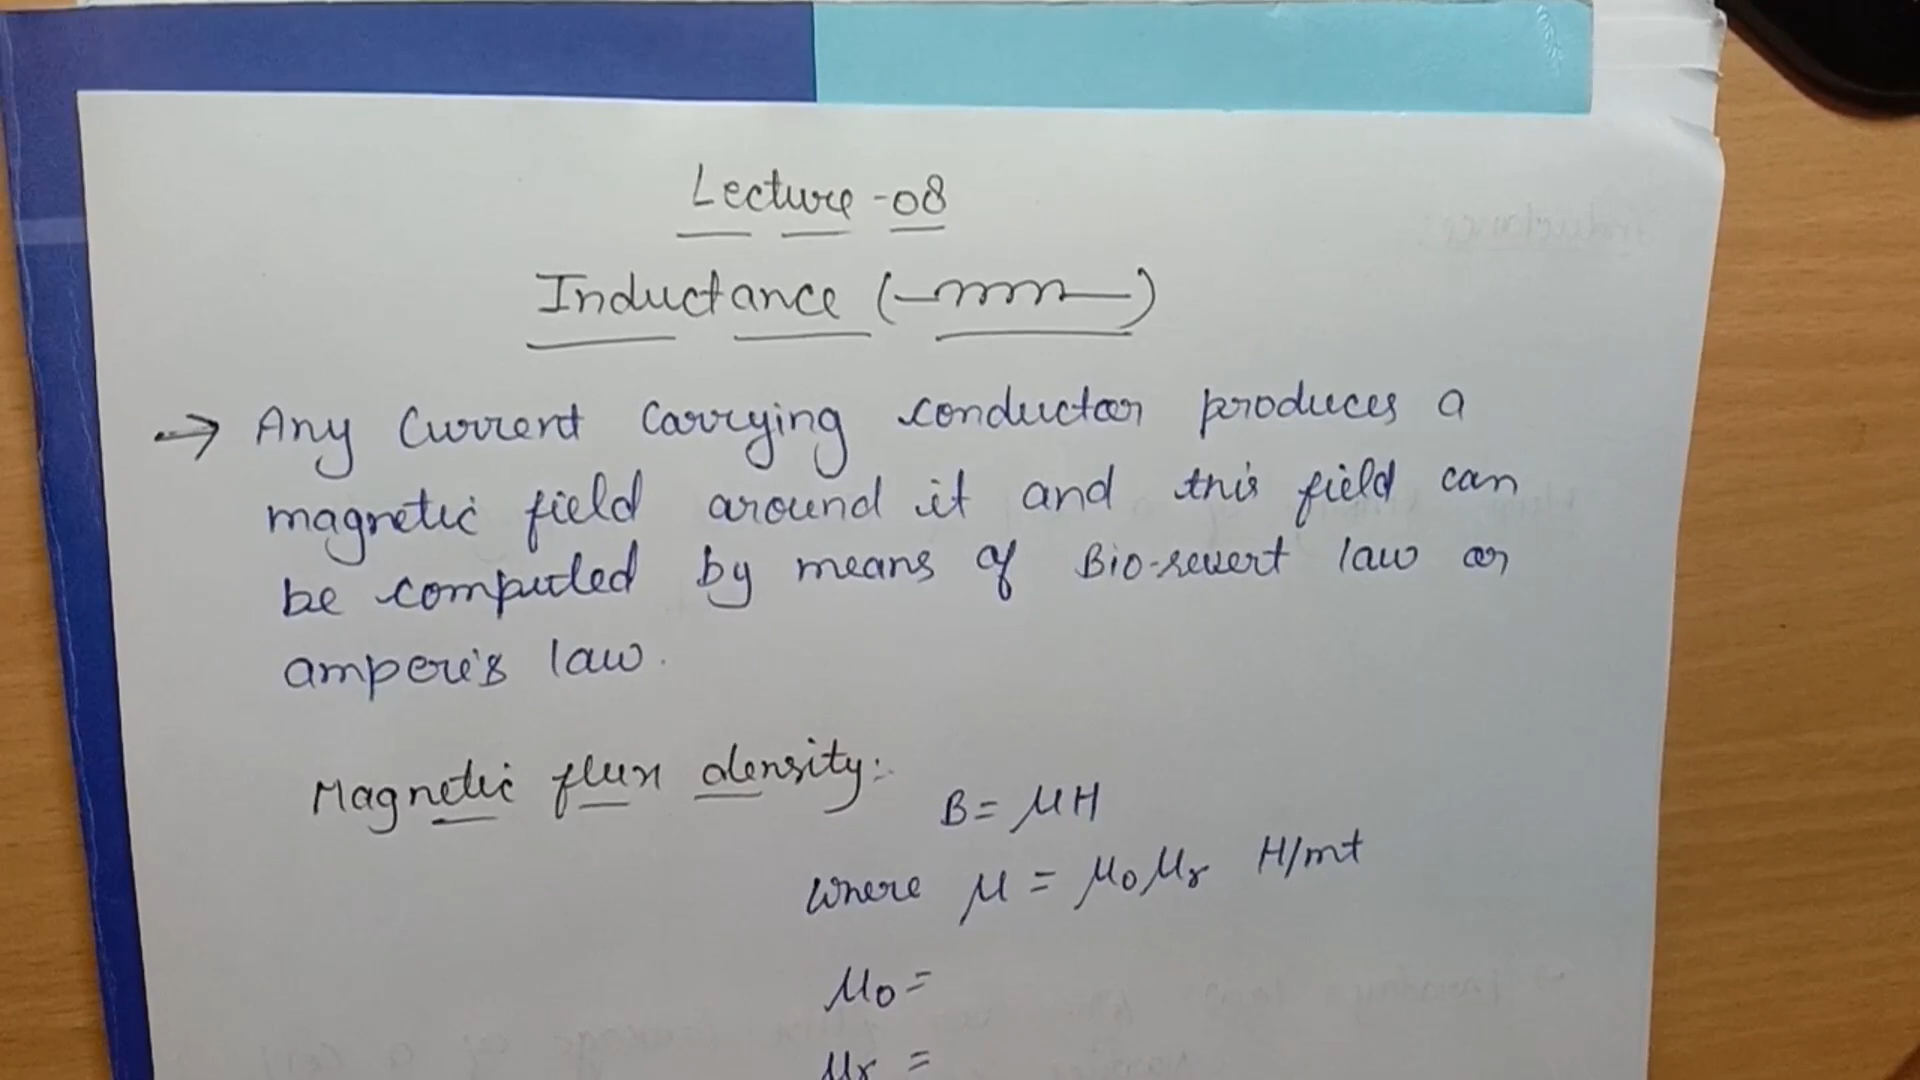 Lecture-08
Inductance ( )
→ Any Current Carrying conductor produces a
magnetic field around it and this field can
be computed by means of Bio-severt law or
ampere's law.
Magnetic flux density:
B = μH
Where μ = μ₀μᵣ H/mt
μ₀ =
μᵣ =